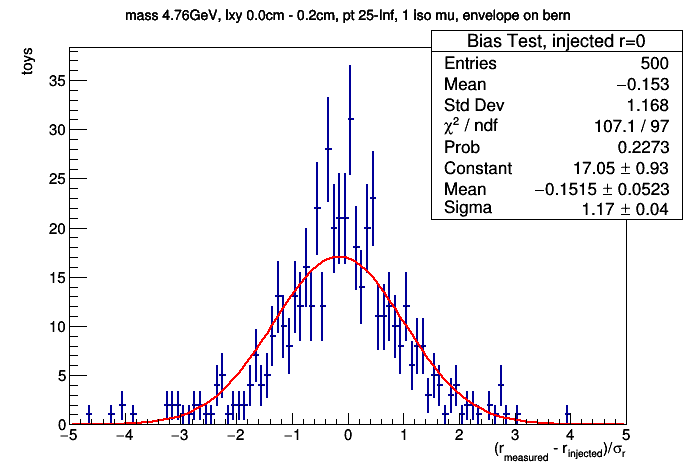 mass 4.76GeV, lxy 0.0cm - 0.2cm, pt 25-Inf, 1 Iso mu, envelope on bern
toys
Bias Test, injected r=0
Entries 500
Mean −0.153
Std Dev 1.168
χ² / ndf 107.1 / 97
Prob 0.2273
Constant 17.05 ± 0.93
Mean −0.1515 ± 0.0523
Sigma 1.17 ± 0.04
35
30
25
20
15
10
5
0
−5 −4 −3 −2 −1 0 1 2 3 4 5
(r_measured - r_injected)/σ_r